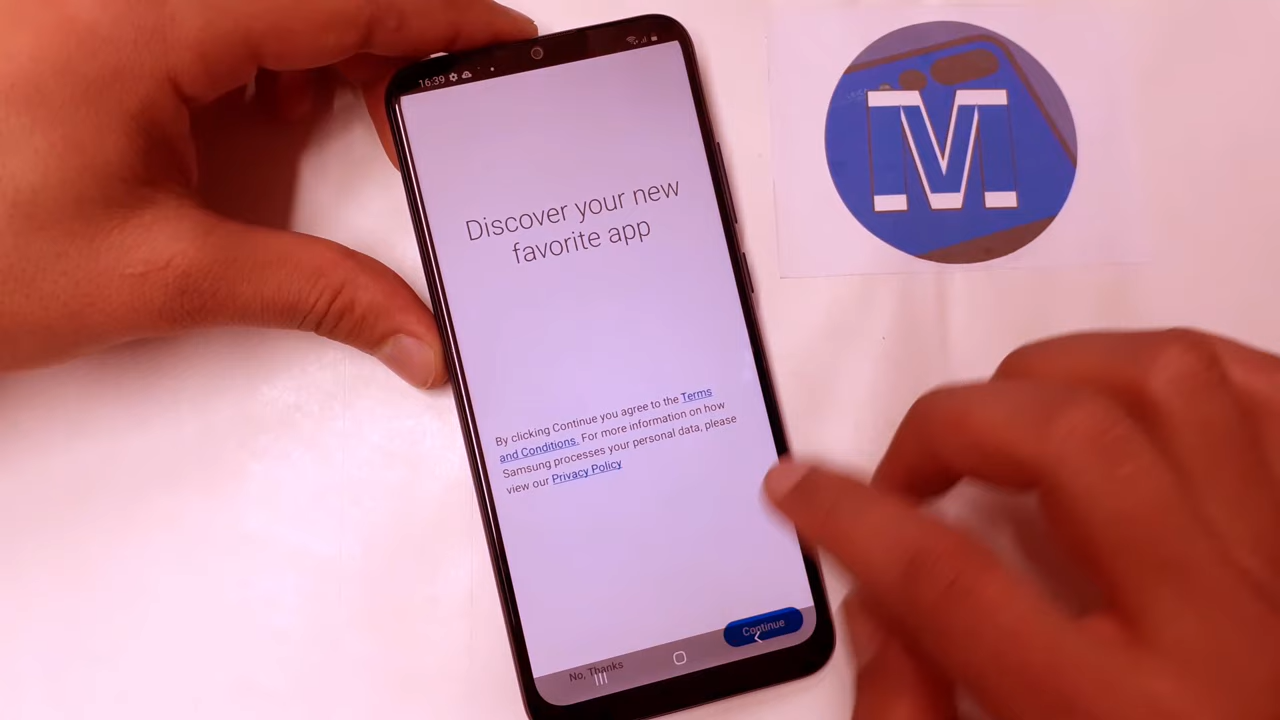 16:39
M
Discover your new
favorite app
By clicking Continue you agree to the Terms
and Conditions. For more information on how
Samsung processes your personal data, please
view our Privacy Policy
Continue
No, Thanks